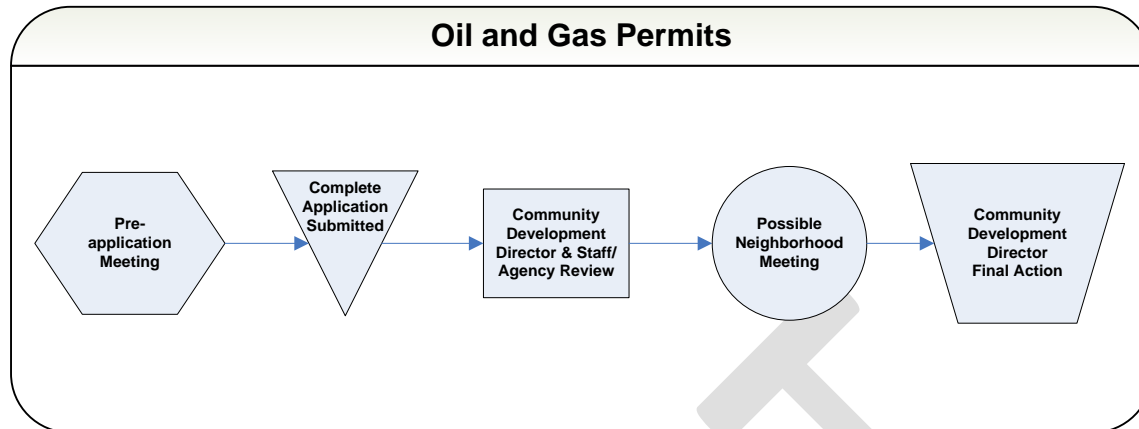 Oil and Gas Permits
Pre-
application
Meeting
Complete
Application
Submitted
Community
Development
Director & Staff/
Agency Review
Possible
Neighborhood
Meeting
Community
Development
Director
Final Action